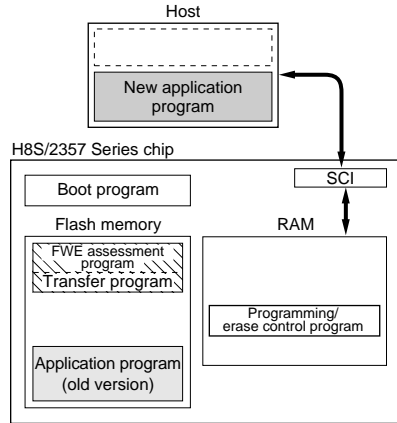 Host
New application
program
H8S/2357 Series chip
SCI
Boot program
Flash memory
RAM
FWE assessment
program
Transfer program
Programming/
erase control program
Application program
(old version)